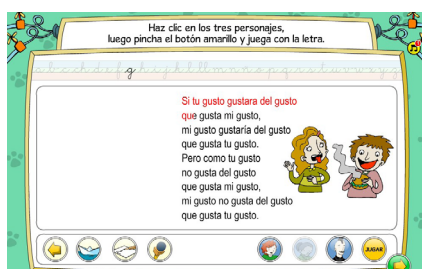 Haz clic en los tres personajes,
luego pincha el botón amarillo y juega con la letra.
g
Si tu gusto gustara del gusto
que gusta mi gusto,
mi gusto gustaría del gusto
que gusta tu gusto.
Pero como tu gusto
no gusta del gusto
que gusta mi gusto,
mi gusto no gusta del gusto
que gusta tu gusto.
JUGAR